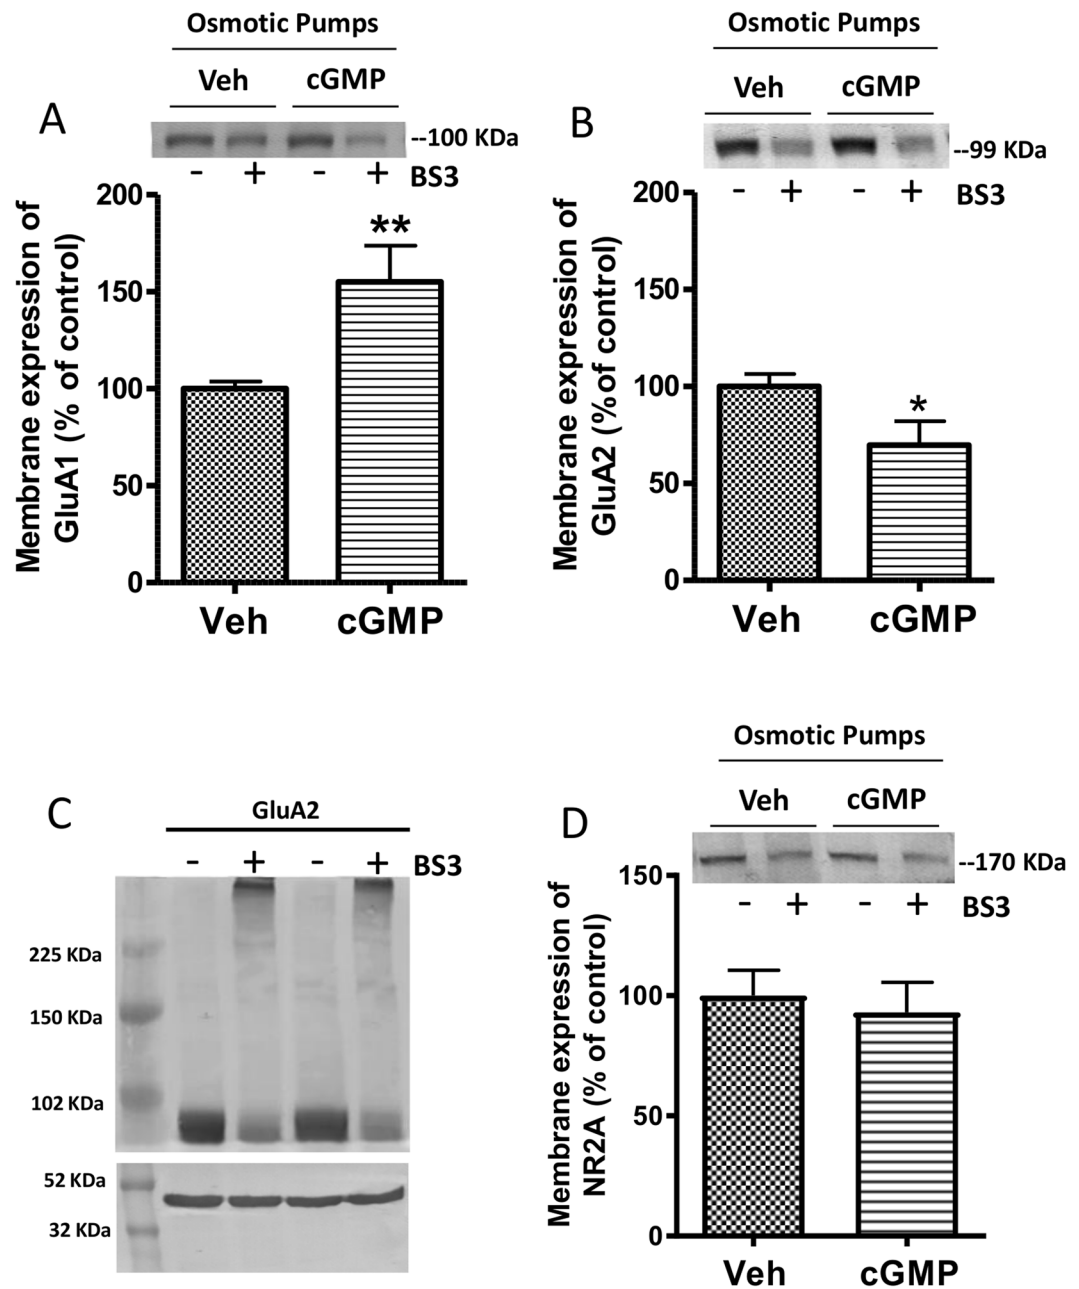 A
Osmotic Pumps
Veh cGMP
--100 KDa
- + - + BS3
Membrane expression of
GluA1 (% of control)
200
150
100
50
0
**
Veh cGMP
B
Osmotic Pumps
Veh cGMP
--99 KDa
- + - + BS3
Membrane expression of
GluA2 (% of control)
200
150
100
50
0
*
Veh cGMP
C
GluA2
- + - + BS3
225 KDa
150 KDa
102 KDa
52 KDa
32 KDa
D
Osmotic Pumps
Veh cGMP
--170 KDa
- + - + BS3
Membrane expression of
NR2A (% of control)
150
100
50
0
Veh cGMP